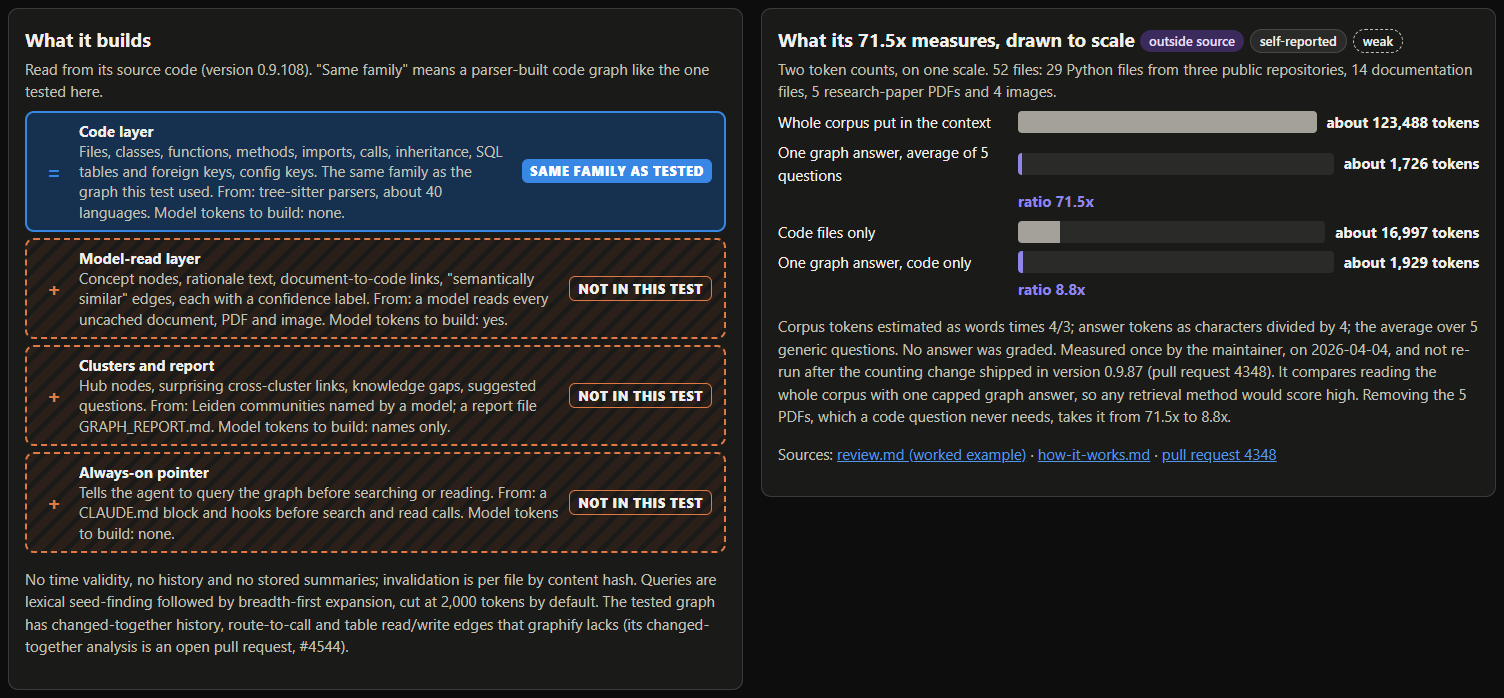 What it builds
Read from its source code (version 0.9.108). "Same family" means a parser-built code graph like the one
tested here.
=
Code layer
Files, classes, functions, methods, imports, calls, inheritance, SQL
tables and foreign keys, config keys. The same family as the
graph this test used. From: tree-sitter parsers, about 40
languages. Model tokens to build: none.
SAME FAMILY AS TESTED
+
Model-read layer
Concept nodes, rationale text, document-to-code links, "semantically
similar" edges, each with a confidence label. From: a model reads every
uncached document, PDF and image. Model tokens to build: yes.
NOT IN THIS TEST
+
Clusters and report
Hub nodes, surprising cross-cluster links, knowledge gaps, suggested
questions. From: Leiden communities named by a model; a report file
GRAPH_REPORT.md. Model tokens to build: names only.
NOT IN THIS TEST
+
Always-on pointer
Tells the agent to query the graph before searching or reading. From: a
CLAUDE.md block and hooks before search and read calls. Model tokens
to build: none.
NOT IN THIS TEST
No time validity, no history and no stored summaries; invalidation is per file by content hash. Queries are
lexical seed-finding followed by breadth-first expansion, cut at 2,000 tokens by default. The tested graph
has changed-together history, route-to-call and table read/write edges that graphify lacks (its changed-
together analysis is an open pull request, #4544).
What its 71.5x measures, drawn to scale outside source self-reported weak
Two token counts, on one scale. 52 files: 29 Python files from three public repositories, 14 documentation
files, 5 research-paper PDFs and 4 images.
Whole corpus put in the context about 123,488 tokens
One graph answer, average of 5
questions
about 1,726 tokens
ratio 71.5x
Code files only about 16,997 tokens
One graph answer, code only about 1,929 tokens
ratio 8.8x
Corpus tokens estimated as words times 4/3; answer tokens as characters divided by 4; the average over 5
generic questions. No answer was graded. Measured once by the maintainer, on 2026-04-04, and not re-
run after the counting change shipped in version 0.9.87 (pull request 4348). It compares reading the
whole corpus with one capped graph answer, so any retrieval method would score high. Removing the 5
PDFs, which a code question never needs, takes it from 71.5x to 8.8x.
Sources: review.md (worked example) · how-it-works.md · pull request 4348